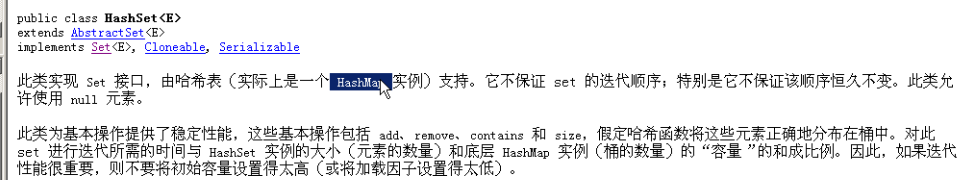 public class HashSet<E>
extends AbstractSet<E>
implements Set<E>, Cloneable, Serializable
此类实现 Set 接口，由哈希表（实际上是一个 HashMap 实例）支持。它不保证 set 的迭代顺序；特别是它不保证该顺序恒久不变。此类允
许使用 null 元素。
此类为基本操作提供了稳定性能，这些基本操作包括 add、remove、contains 和 size，假定哈希函数将这些元素正确地分布在桶中。对此
set 进行迭代所需的时间与 HashSet 实例的大小（元素的数量）和底层 HashMap 实例（桶的数量）的“容量”的和成比例。因此，如果迭代
性能很重要，则不要将初始容量设置得太高（或将加载因子设置得太低）。